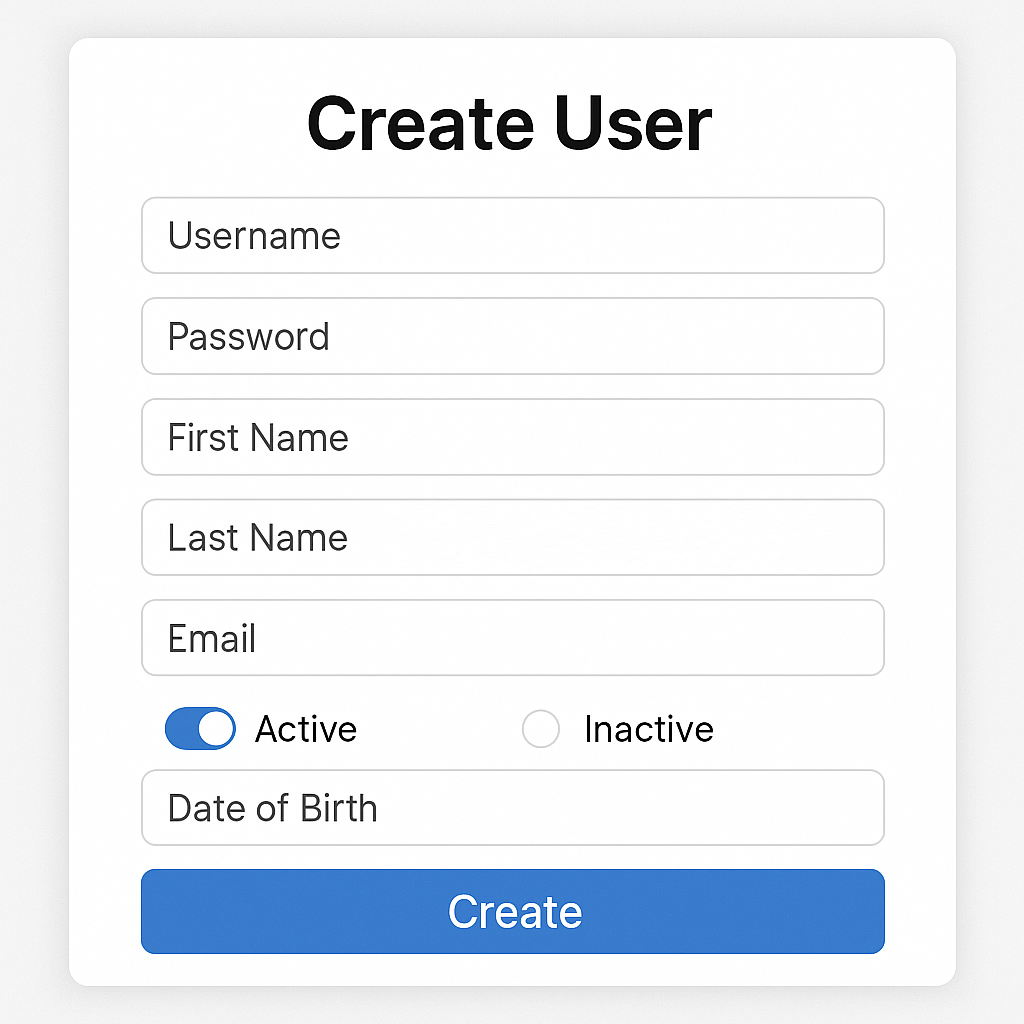 Create User
Username
Password
First Name
Last Name
Email
Active Inactive
Date of Birth
Create